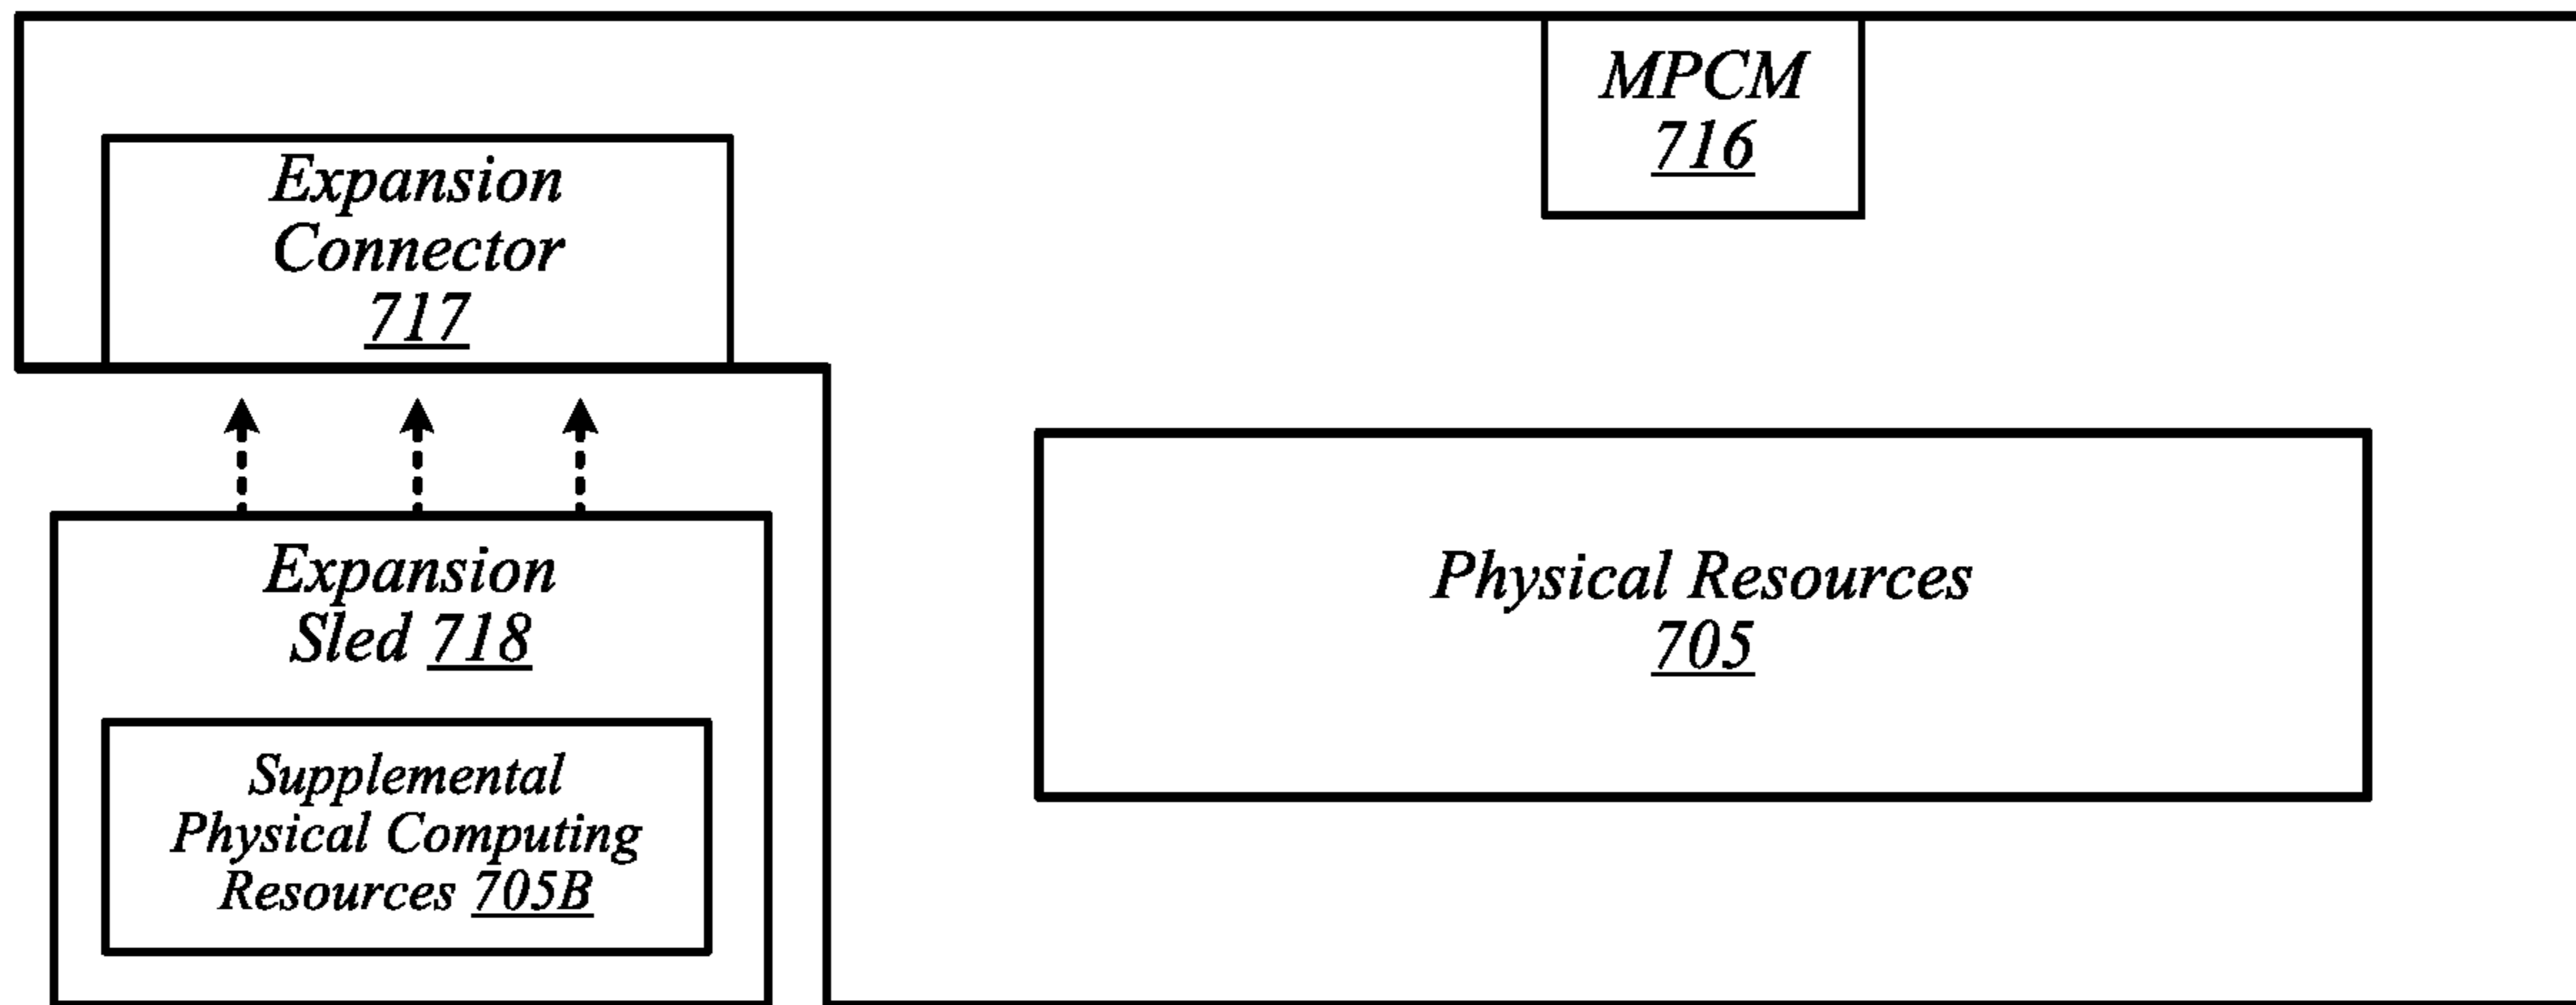 MPCM
716
Expansion
Connector
717
Expansion
Sled 718
Supplemental
Physical Computing
Resources 705B
Physical Resources
705